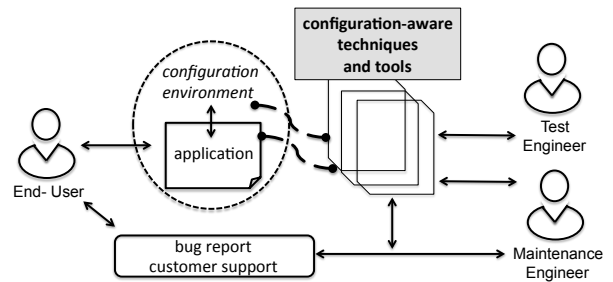 configuration-aware
techniques
and tools
configuration
environment
application
End- User
Test
Engineer
bug report
customer support
Maintenance
Engineer